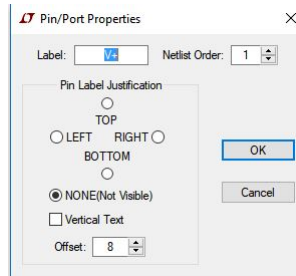 Pin/Port Properties
Label: V+ Netlist Order: 1
Pin Label Justification
TOP
LEFT RIGHT
BOTTOM
NONE(Not Visible)
Vertical Text
Offset: 8
OK
Cancel